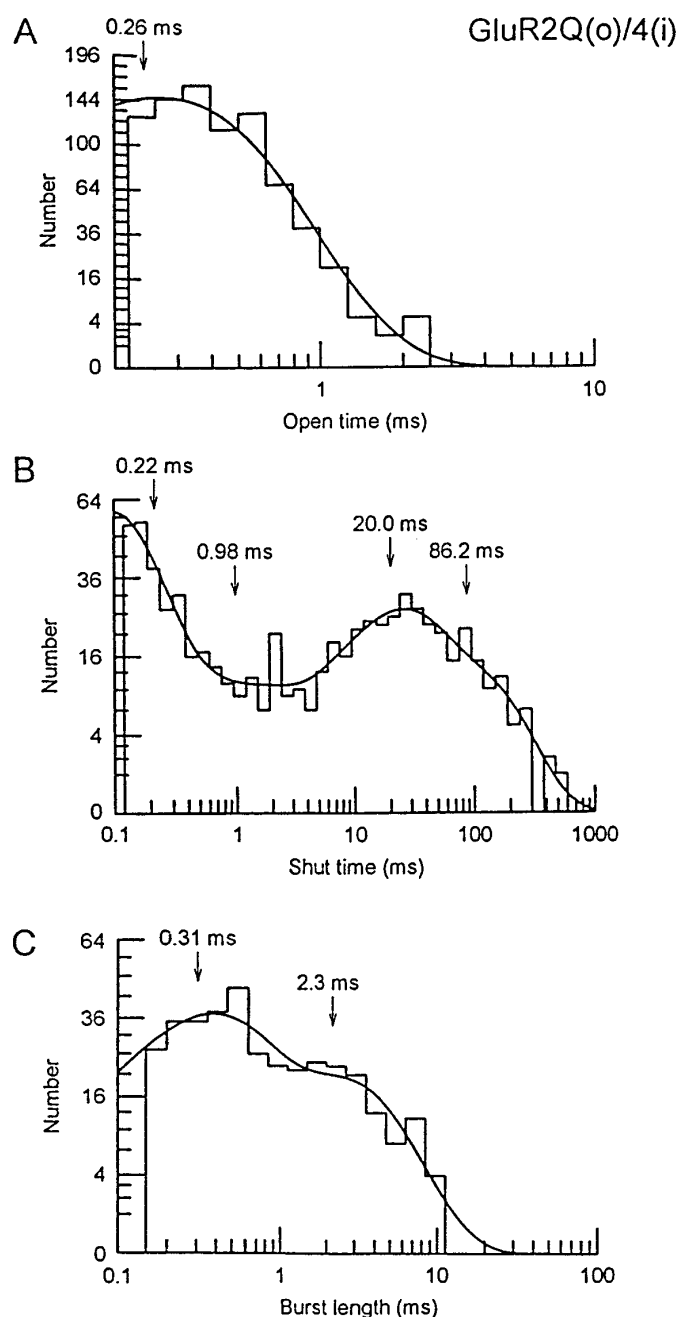 A
GluR2Q(o)/4(i)
0.26 ms
196
144
100
64
36
16
4
0
Number
1
10
Open time (ms)
B
0.22 ms
0.98 ms
20.0 ms
86.2 ms
64
36
16
4
0
Number
0.1
1
10
100
1000
Shut time (ms)
C
0.31 ms
2.3 ms
64
36
16
4
0
Number
0.1
1
10
100
Burst length (ms)